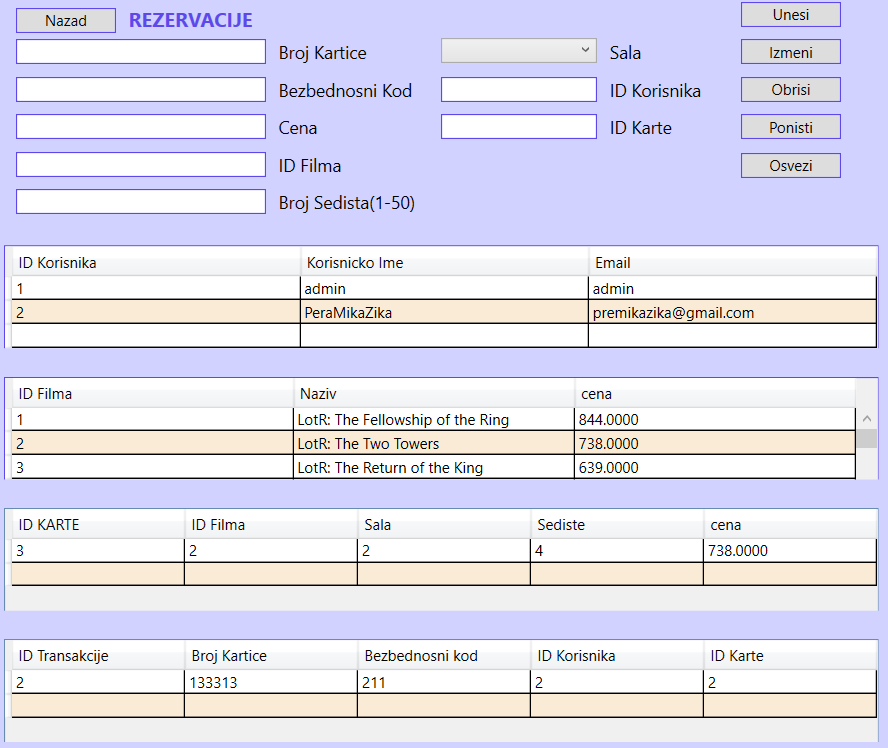 Nazad REZERVACIJE Unesi
Broj Kartice Sala Izmeni
Bezbednosni Kod ID Korisnika Obrisi
Cena ID Karte Ponisti
ID Filma Osvezi
Broj Sedista(1-50)
ID Korisnika Korisnicko Ime Email
1 admin admin
2 PeraMikaZika premikazika@gmail.com
ID Filma Naziv cena
1 LotR: The Fellowship of the Ring 844.0000
2 LotR: The Two Towers 738.0000
3 LotR: The Return of the King 639.0000
ID KARTE ID Filma Sala Sediste cena
3 2 2 4 738.0000
ID Transakcije Broj Kartice Bezbednosni kod ID Korisnika ID Karte
2 133313 211 2 2